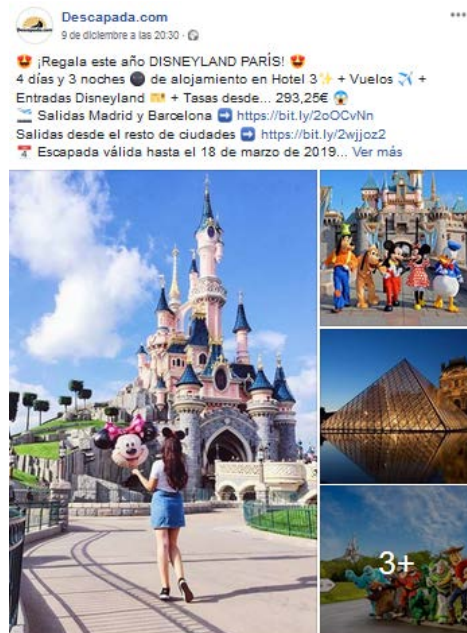 Descapada.com
9 de diciembre a las 20:30 ·
¡Regala este año DISNEYLAND PARÍS!
4 días y 3 noches de alojamiento en Hotel 3 + Vuelos +
Entradas Disneyland + Tasas desde... 293,25€
Salidas Madrid y Barcelona https://bit.ly/2oOCvNn
Salidas desde el resto de ciudades https://bit.ly/2wjjoz2
Escapada válida hasta el 18 de marzo de 2019... Ver más
3+